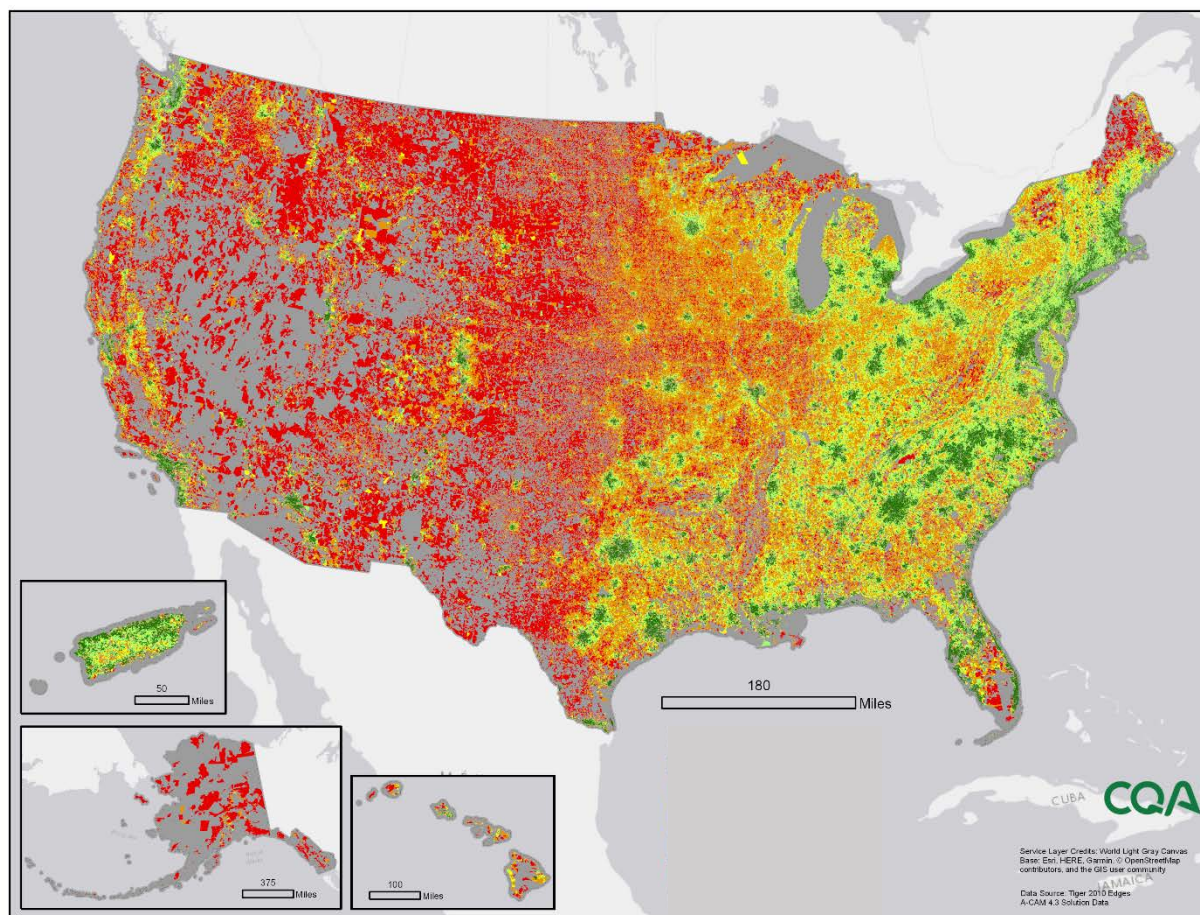 50
Miles
180
Miles
375
Miles
100
Miles
CUBA
CQA
Service Layer Credits: World Light Gray Canvas
Base: Esri, HERE, Garmin, © OpenStreetMap
contributors, and the GIS user community
JAMAICA
Data Source: Tiger 2010 Edges
A-CAM 4.3 Solution Data